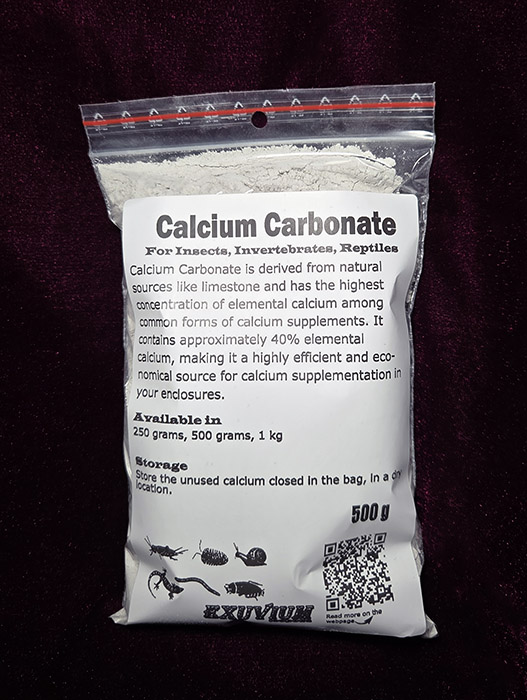 Calcium Carbonate
For Insects, Invertebrates, Reptiles
Calcium Carbonate is derived from natural
sources like limestone and has the highest
concentration of elemental calcium among
common forms of calcium supplements. It
contains approximately 40% elemental
calcium, making it a highly efficient and eco-
nomical source for calcium supplementation in
your enclosures.
Available in
250 grams, 500 grams, 1 kg
Storage
Store the unused calcium closed in the bag, in a dry
location.
500 g
EXUVIUM
Read more on the
webpage